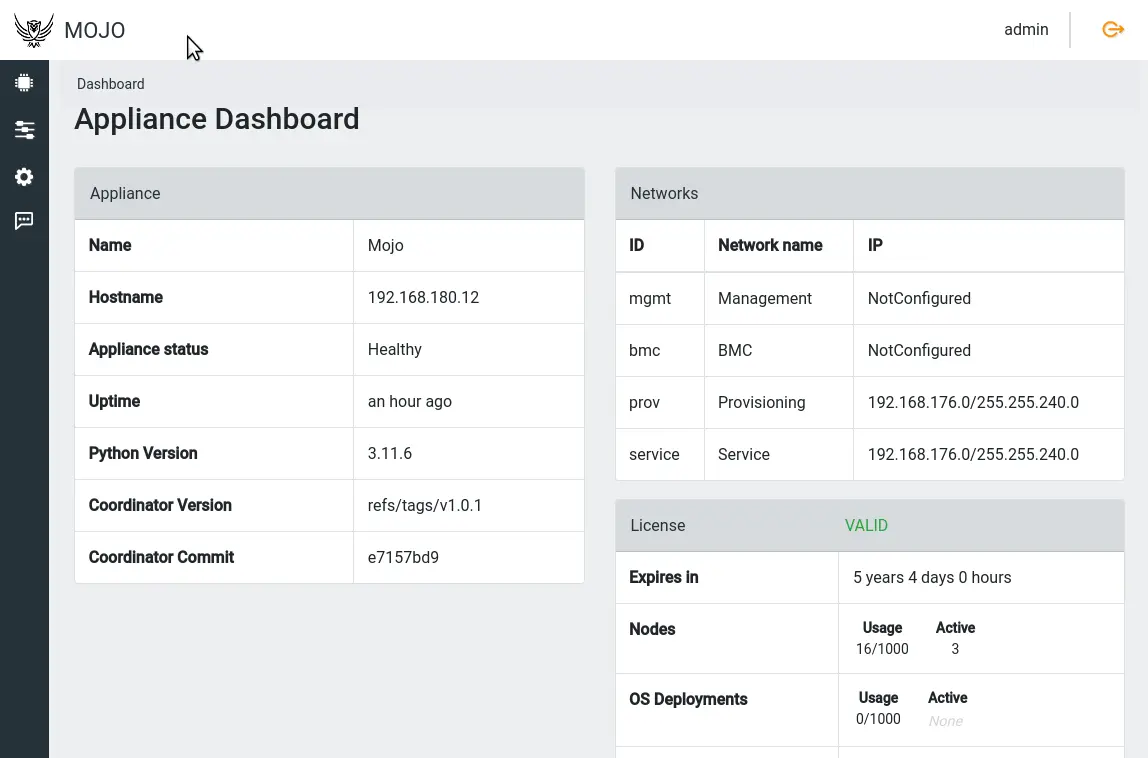 MOJO
admin
Dashboard
Appliance Dashboard
Appliance
Name Mojo
Hostname 192.168.180.12
Appliance status Healthy
Uptime an hour ago
Python Version 3.11.6
Coordinator Version refs/tags/v1.0.1
Coordinator Commit e7157bd9
Networks
ID Network name IP
mgmt Management NotConfigured
bmc BMC NotConfigured
prov Provisioning 192.168.176.0/255.255.240.0
service Service 192.168.176.0/255.255.240.0
License VALID
Expires in 5 years 4 days 0 hours
Nodes
Usage Active
16/1000 3
OS Deployments
Usage Active
0/1000 None